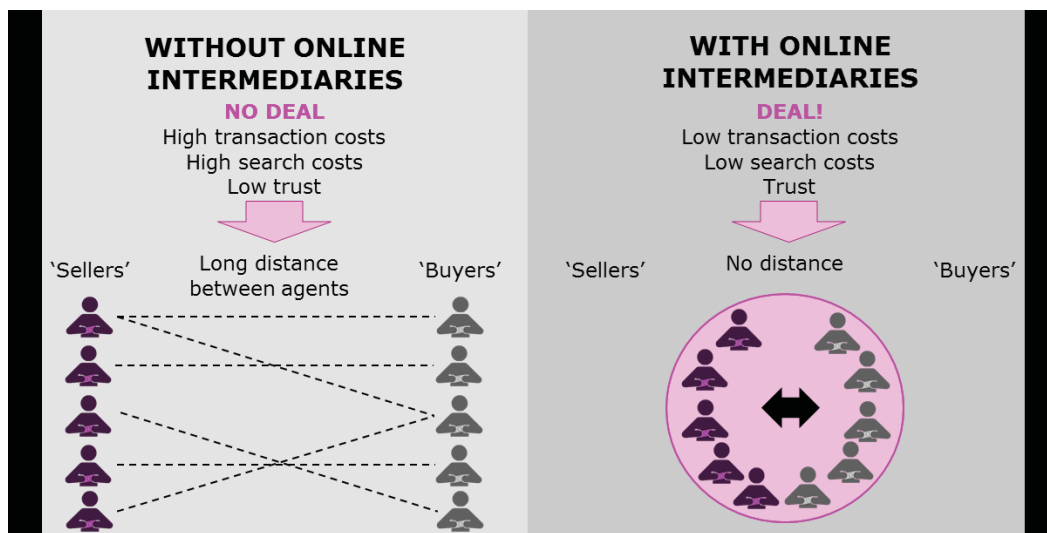 WITHOUT ONLINE
INTERMEDIARIES
NO DEAL
High transaction costs
High search costs
Low trust
‘Sellers’
Long distance
between agents
‘Buyers’
WITH ONLINE
INTERMEDIARIES
DEAL!
Low transaction costs
Low search costs
Trust
‘Sellers’
No distance
‘Buyers’